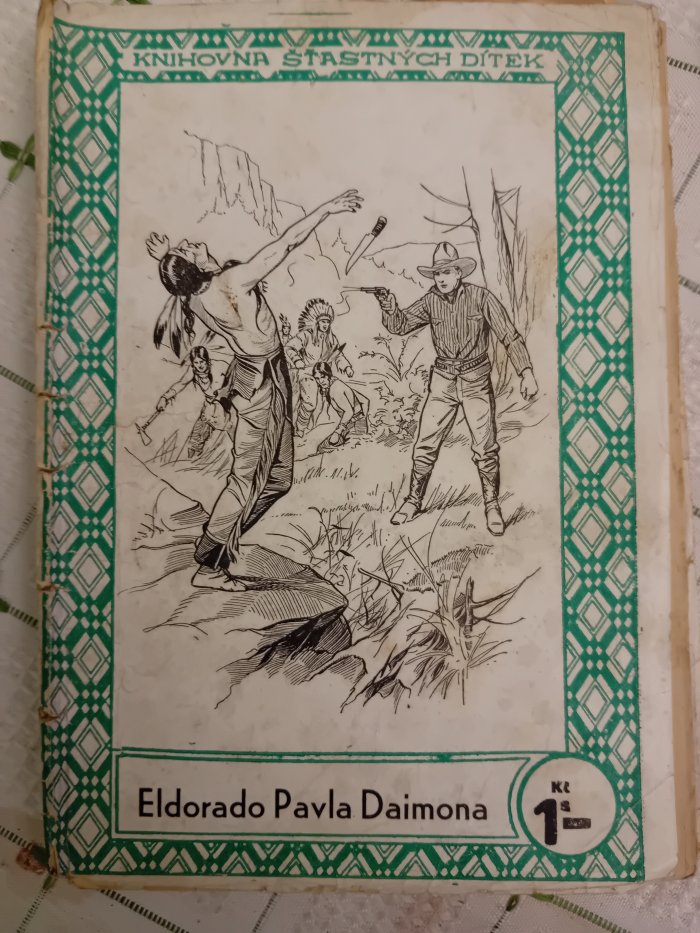 KNIHOVNA ŠŤASTNÝCH DÍTEK
Eldorado Pavla Daimona
Kč
s
1-